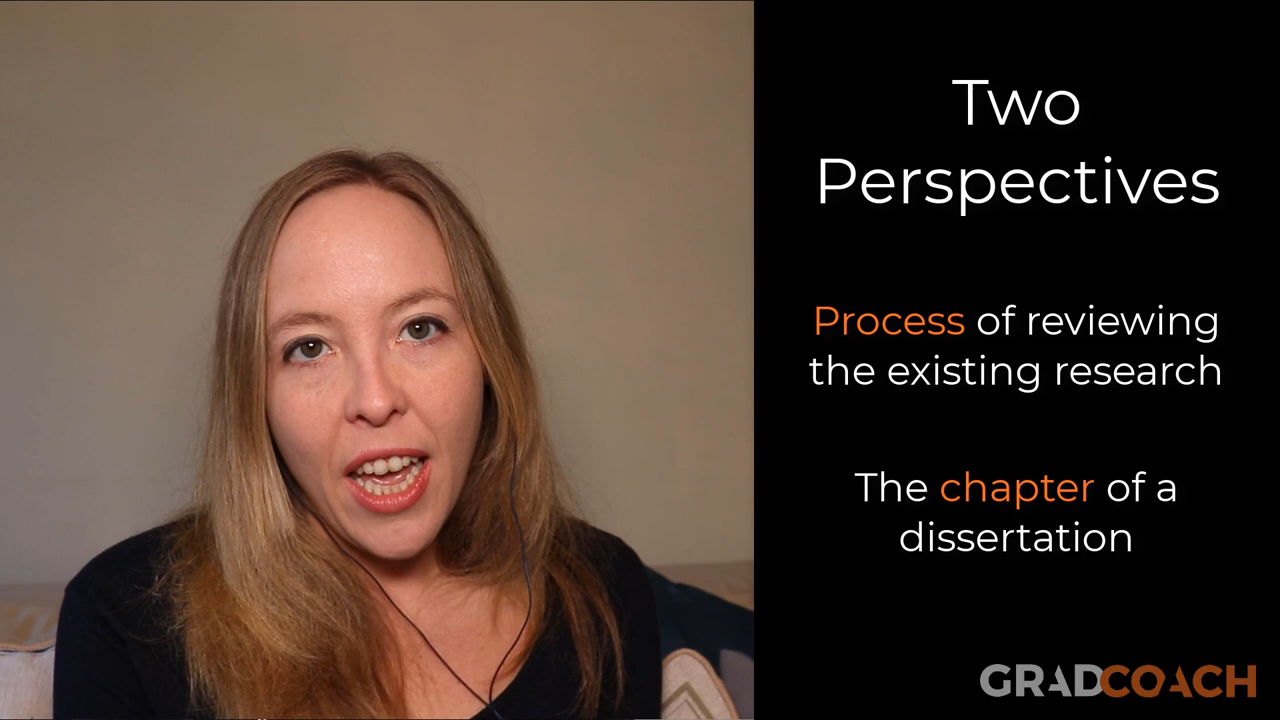 Two
Perspectives
Process of reviewing
the existing research
The chapter of a
dissertation
GRADCOACH